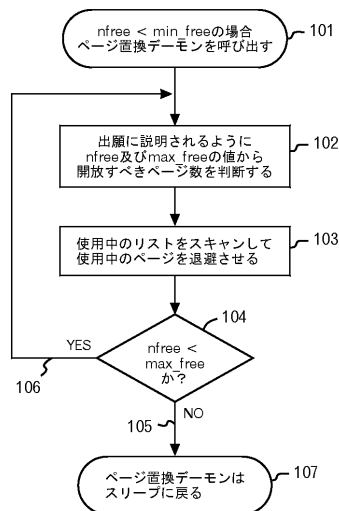 nfree < min_freeの場合
ページ置換デーモンを呼び出す
101
出願に説明されるように
nfree及びmax_freeの値から
開放すべきページ数を判断する
102
使用中のリストをスキャンして
使用中のページを退避させる
103
104
nfree <
max_free
か?
YES
106
NO
105
ページ置換デーモンは
スリープに戻る
107